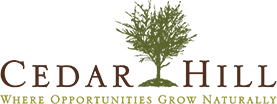 CEDAR HILL
WHERE OPPORTUNITIES GROW NATURALLY